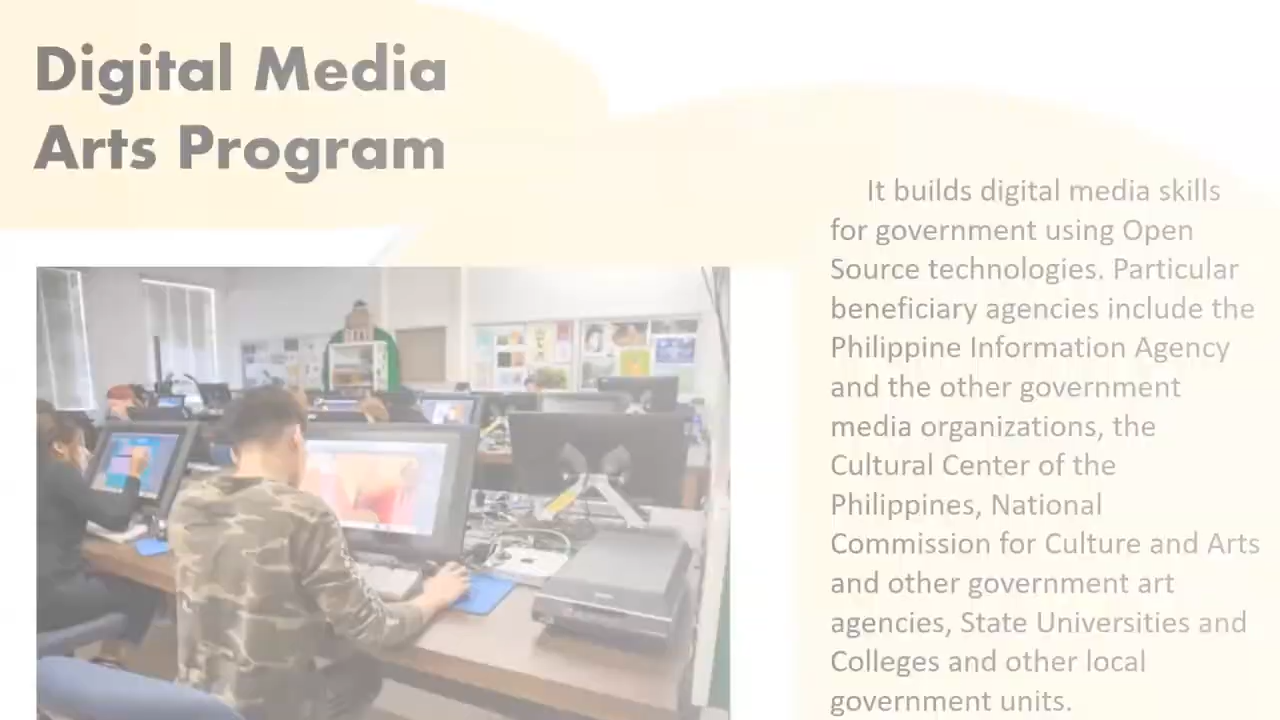 Digital Media
Arts Program
It builds digital media skills
for government using Open
Source technologies. Particular
beneficiary agencies include the
Philippine Information Agency
and the other government
media organizations, the
Cultural Center of the
Philippines, National
Commission for Culture and Arts
and other government art
agencies, State Universities and
Colleges and other local
government units.